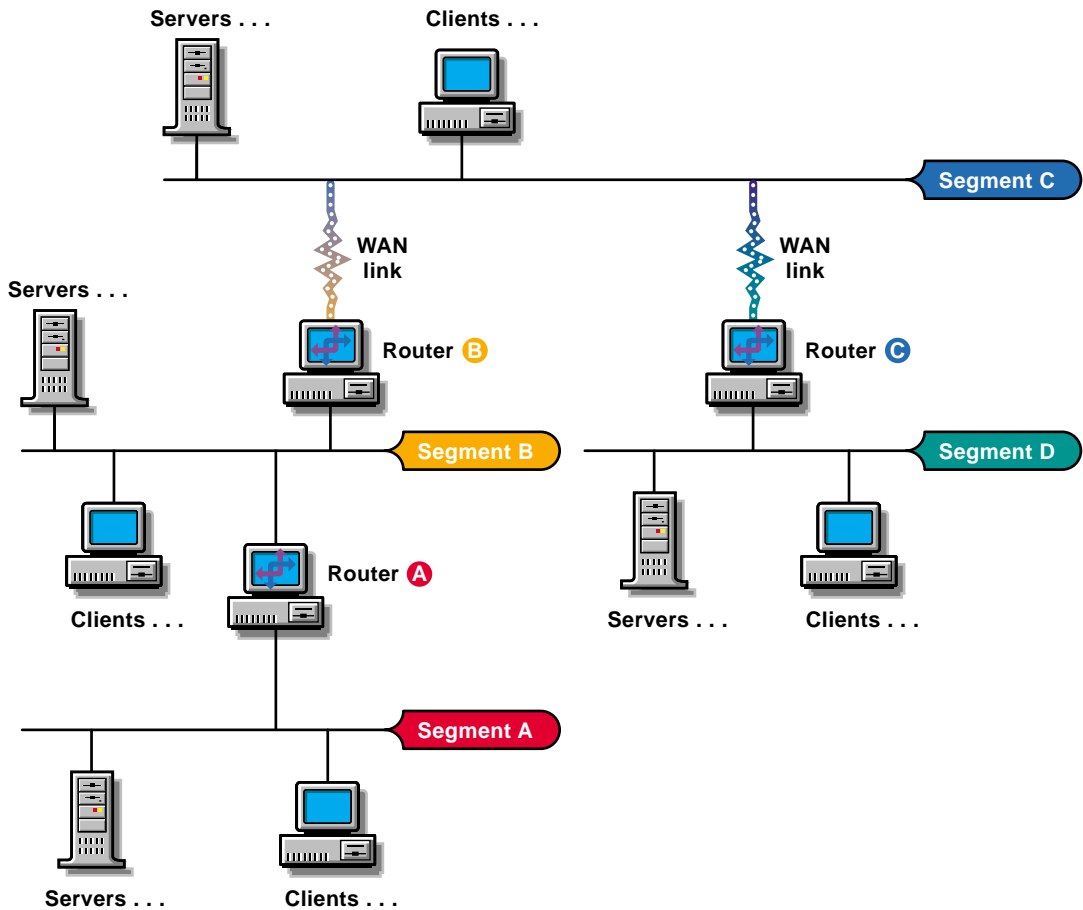 Servers . . .
Clients . . .
Segment C
WAN
link
WAN
link
Servers . . .
Router B
Router C
Segment B
Segment D
Router A
Clients . . .
Servers . . .
Clients . . .
Segment A
Servers . . .
Clients . . .